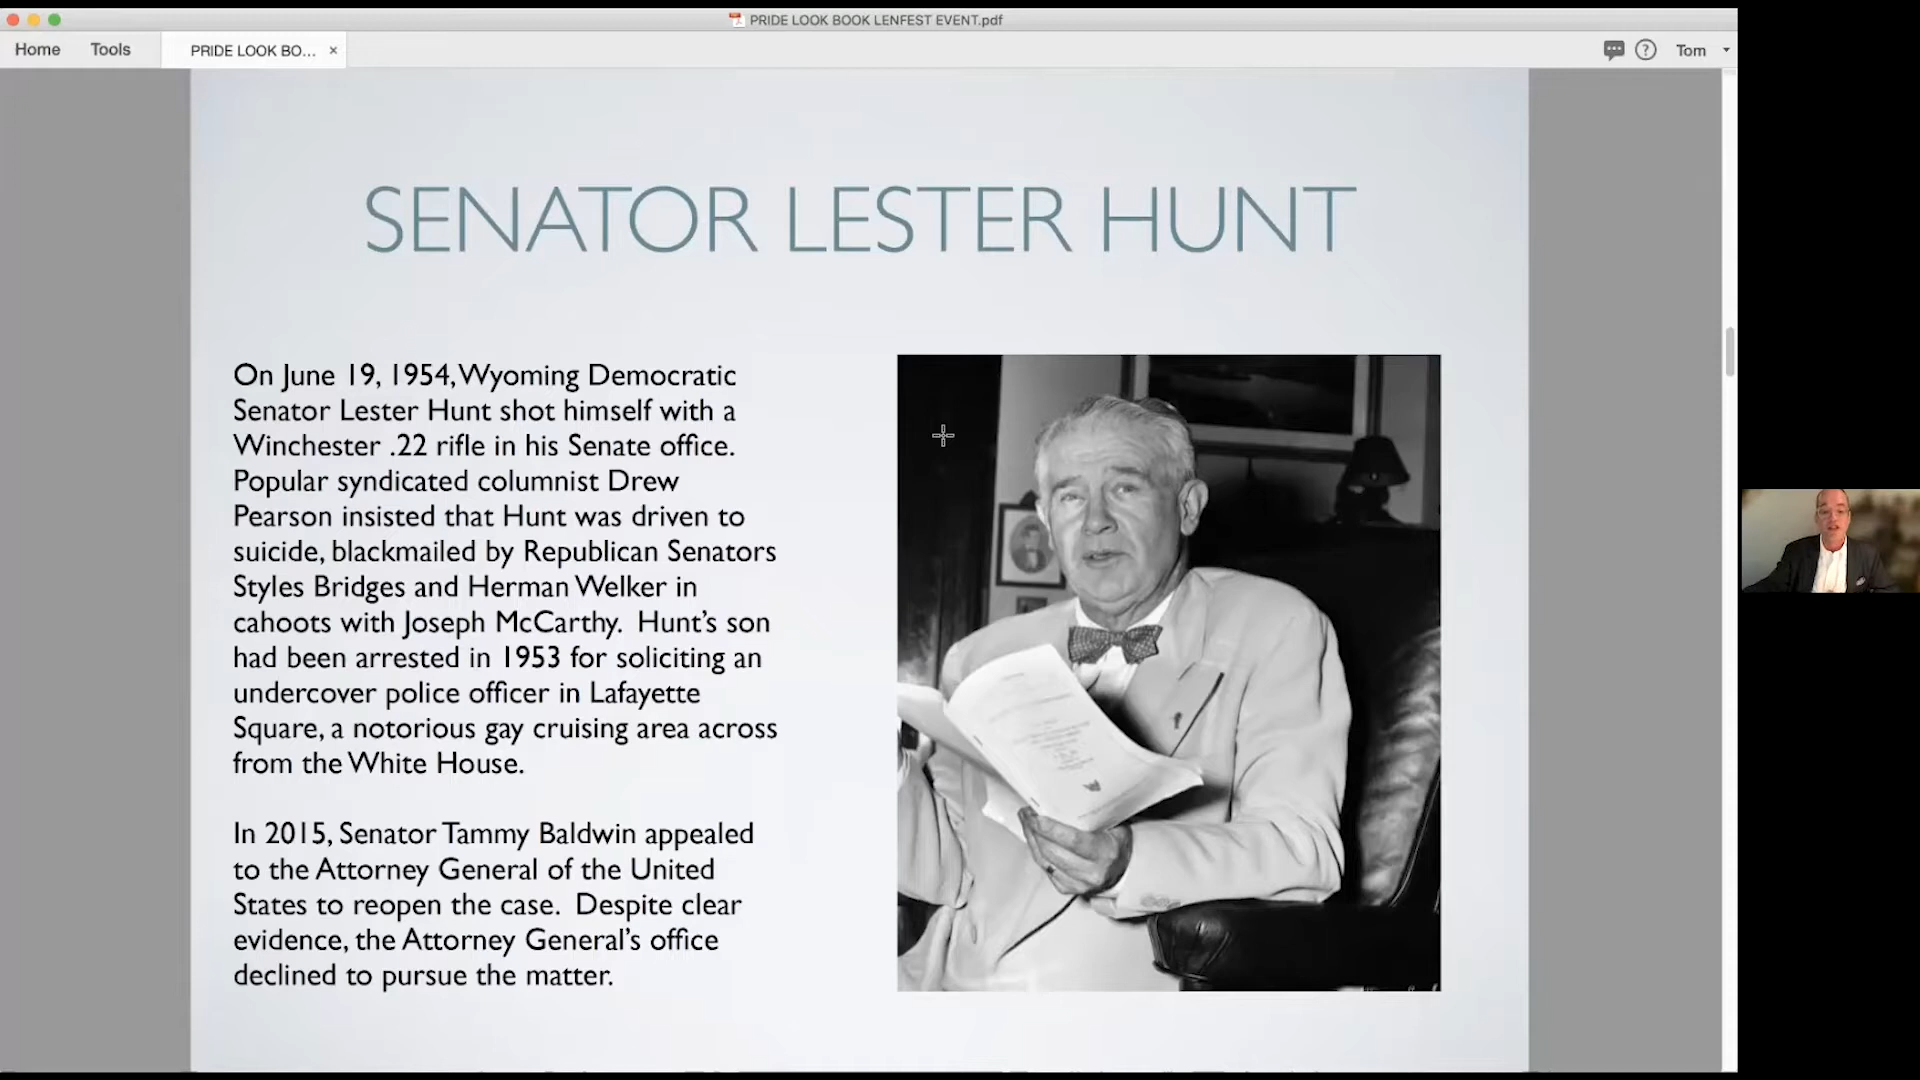 PRIDE LOOK BOOK LENFEST EVENT.pdf
Home Tools PRIDE LOOK BO... × ? Tom
SENATOR LESTER HUNT
On June 19, 1954, Wyoming Democratic
Senator Lester Hunt shot himself with a
Winchester .22 rifle in his Senate office.
Popular syndicated columnist Drew
Pearson insisted that Hunt was driven to
suicide, blackmailed by Republican Senators
Styles Bridges and Herman Welker in
cahoots with Joseph McCarthy.  Hunt’s son
had been arrested in 1953 for soliciting an
undercover police officer in Lafayette
Square, a notorious gay cruising area across
from the White House.
In 2015, Senator Tammy Baldwin appealed
to the Attorney General of the United
States to reopen the case.  Despite clear
evidence, the Attorney General’s office
declined to pursue the matter.